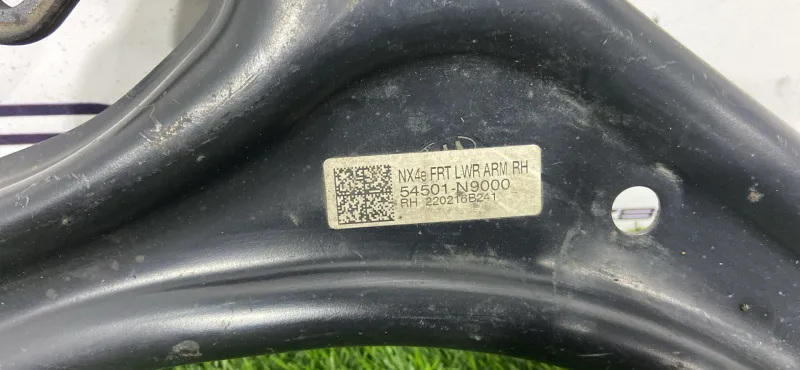 NX4e FRT LWR ARM RH
54501-N9000
RH 220216B241